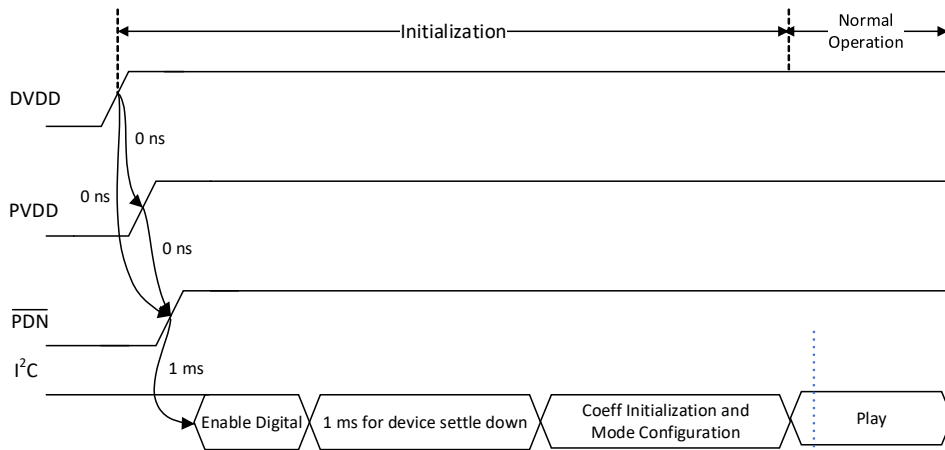 Initialization
Normal
Operation
DVDD
0 ns
0 ns
PVDD
0 ns
PDN
I²C
1 ms
Enable Digital
1 ms for device settle down
Coeff Initialization and
Mode Configuration
Play